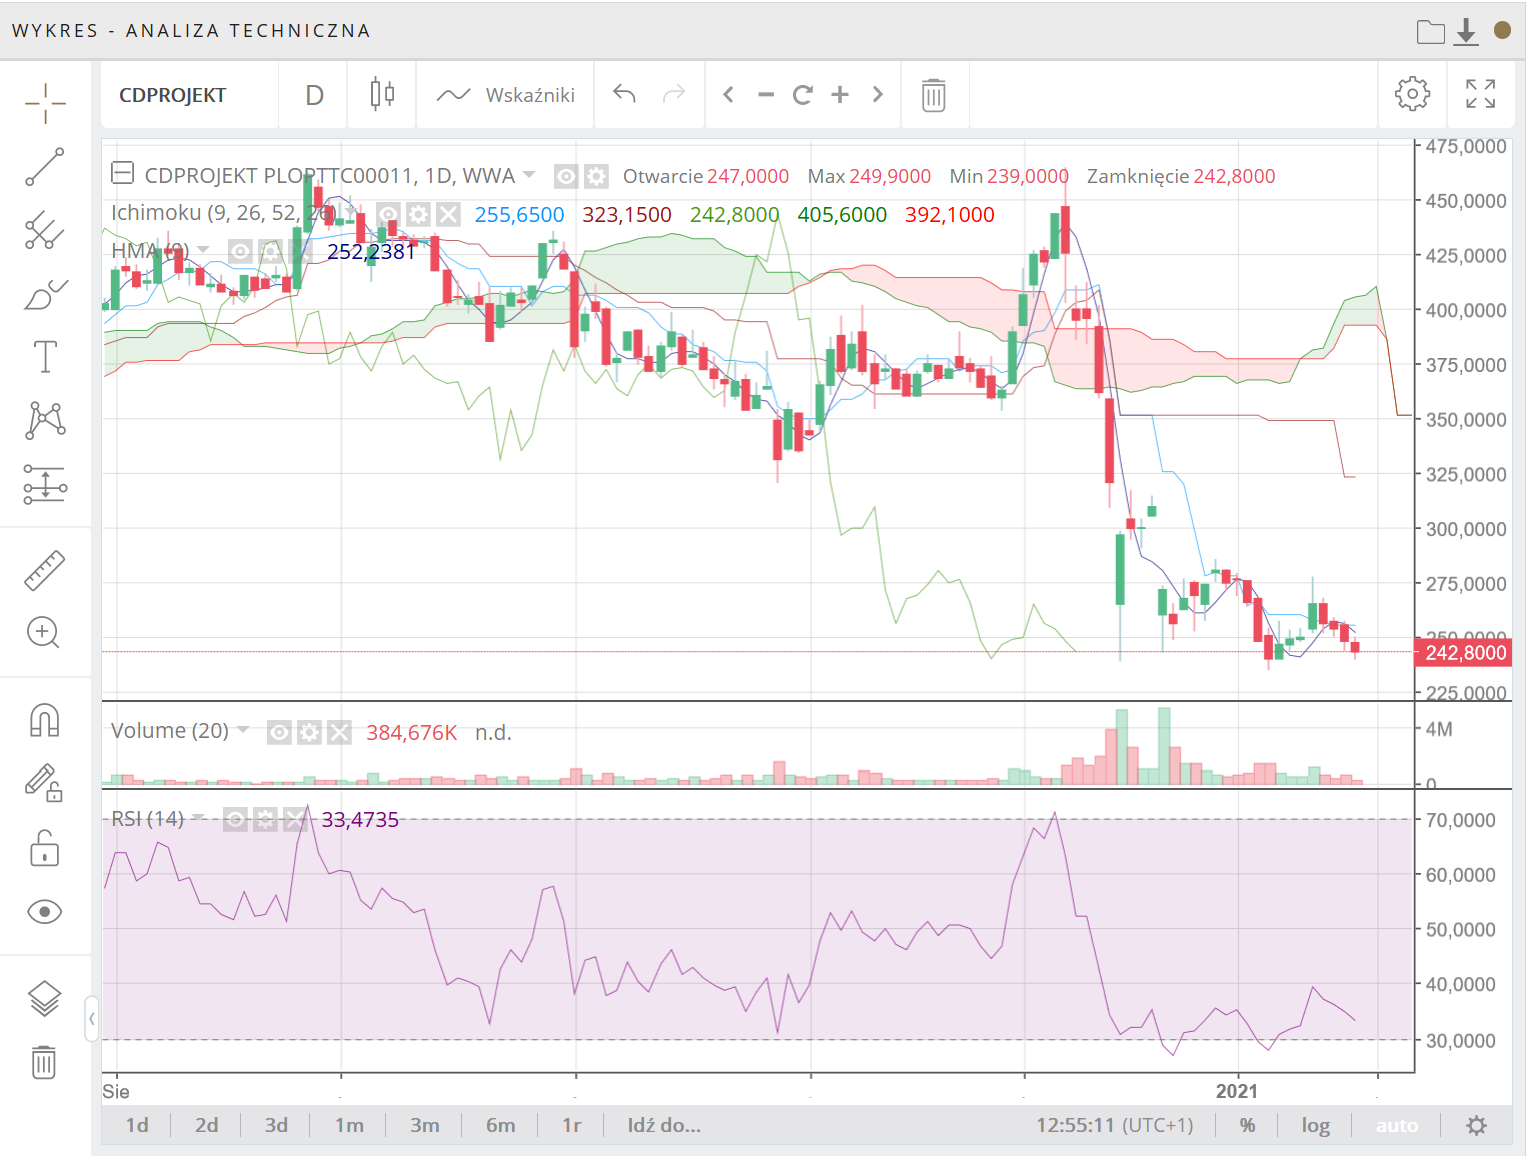 WYKRES - ANALIZA TECHNICZNA
CDPROJEKT D Wskaźniki
CDPROJEKT PLOPTTC00011, 1D, WWA Otwarcie 247,0000 Max 249,9000 Min 239,0000 Zamknięcie 242,8000
Ichimoku (9, 26, 52, 26) 255,6500 323,1500 242,8000 405,6000 392,1000
HMA (9) 252,2381
475,0000
450,0000
425,0000
400,0000
375,0000
350,0000
325,0000
300,0000
275,0000
250,0000
242,8000
225,0000
Volume (20) 384,676K n.d.
4M
0
RSI (14) 33,4735
70,0000
60,0000
50,0000
40,0000
30,0000
Sie 2021
1d 2d 3d 1m 3m 6m 1r Idź do... 12:55:11 (UTC+1) % log auto